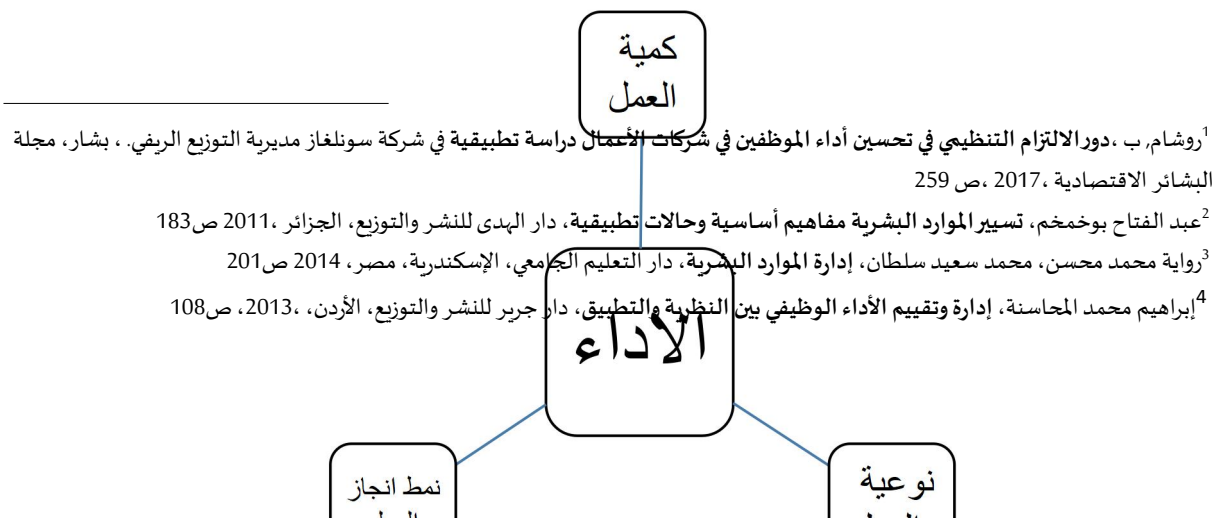 كمية
العمل
¹روشام, ب ،دور الالتزام التنظيمي في تحسين أداء الموظفين في شركات الأعمال دراسة تطبيقية في شركة سونلغاز مديرية التوزيع الريفي. ، بشار، مجلة
البشائر الاقتصادية ،2017 ،ص 259
²عبد الفتاح بوخمخم، تسيير الموارد البشرية مفاهيم أساسية وحالات تطبيقية، دار الهدى للنشر والتوزيع، الجزائر ،2011 ص183
³رواية محمد محسن، محمد سعيد سلطان، إدارة الموارد البشرية، دار التعليم الجامعي، الإسكندرية، مصر، 2014 ص201
⁴إبراهيم محمد المحاسنة، إدارة وتقييم الأداء الوظيفي بين النظرية والتطبيق، دار جرير للنشر والتوزيع، الأردن، ،2013، ص108
الاداء
نوعية
نمط انجاز